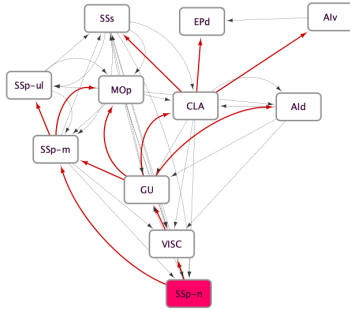 SSs
EPd
AIv
SSp-ul
MOp
CLA
AId
SSp-m
GU
VISC
SSp-n